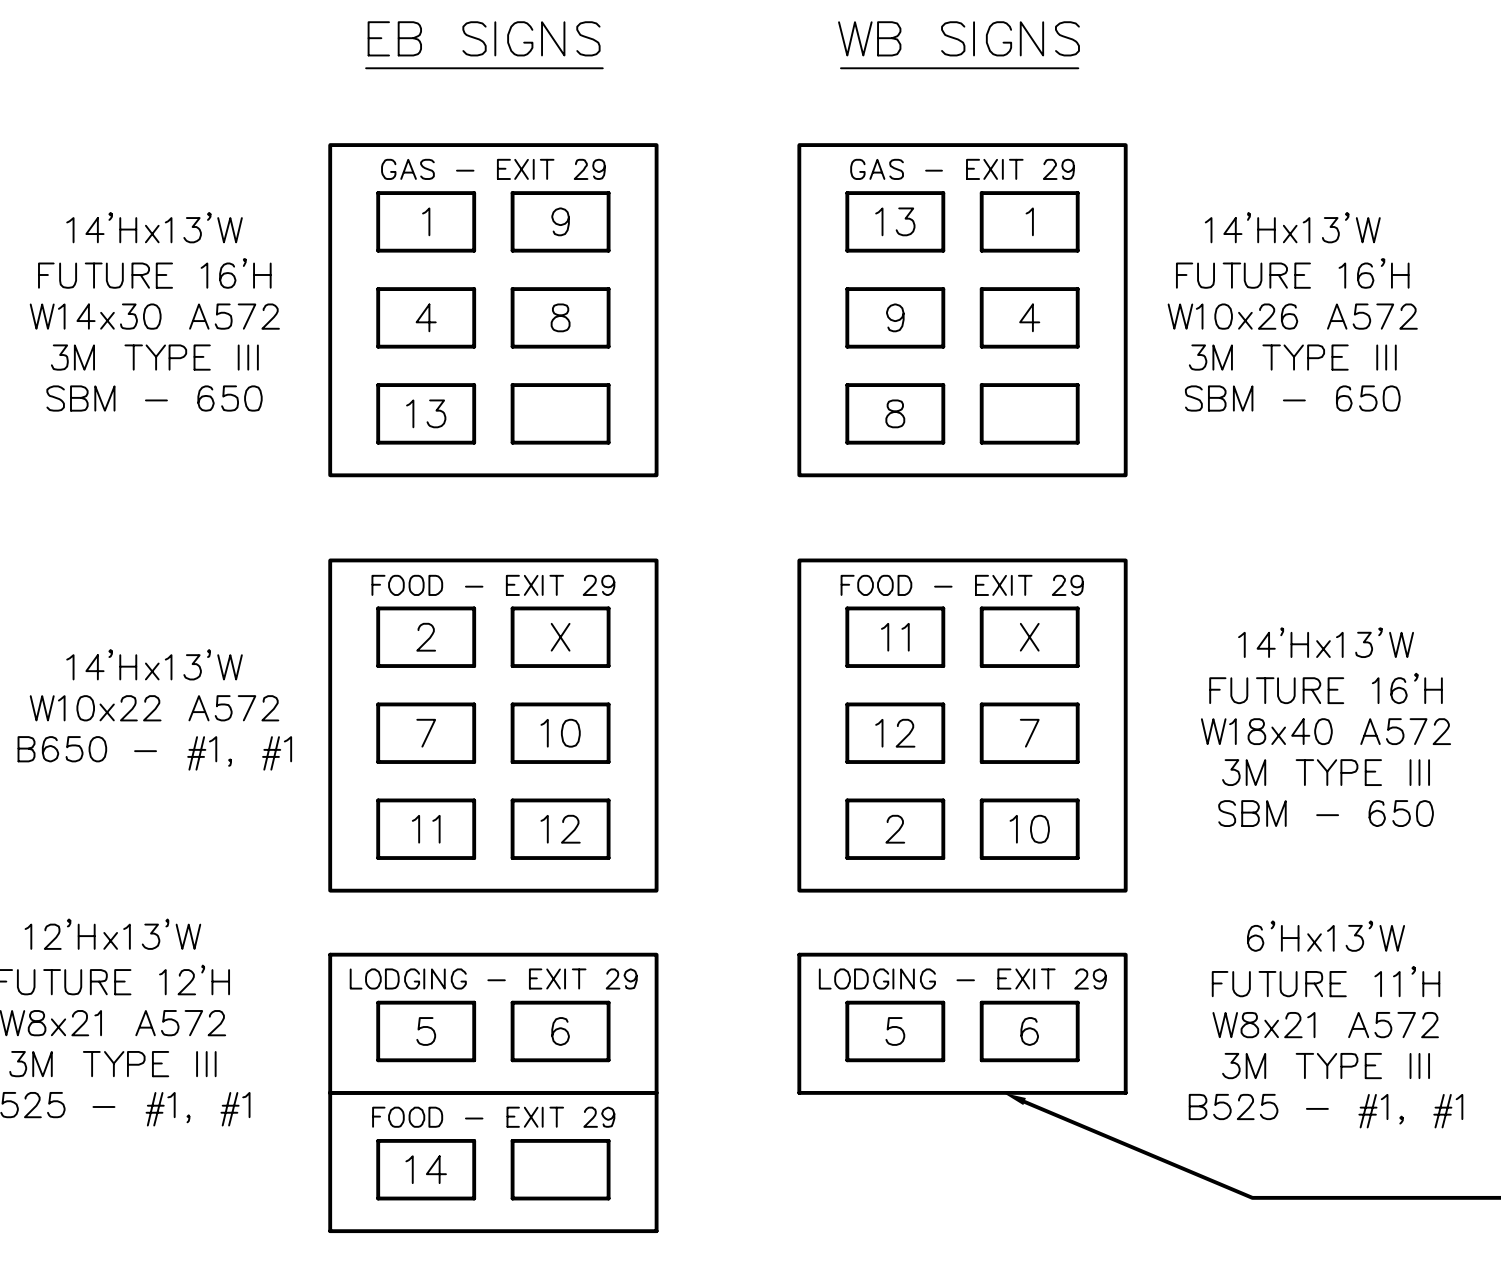 EB SIGNS
WB SIGNS
14'Hx13'W
FUTURE 16'H
W14x30 A572
3M TYPE III
SBM – 650
GAS – EXIT 29
1 9
4 8
13
GAS – EXIT 29
13 1
9 4
8
14'Hx13'W
FUTURE 16'H
W10x26 A572
3M TYPE III
SBM – 650
14'Hx13'W
W10x22 A572
B650 – #1, #1
FOOD – EXIT 29
2 X
7 10
11 12
FOOD – EXIT 29
11 X
12 7
2 10
14'Hx13'W
FUTURE 16'H
W18x40 A572
3M TYPE III
SBM – 650
12'Hx13'W
FUTURE 12'H
W8x21 A572
3M TYPE III
525 – #1, #1
LODGING – EXIT 29
5 6
FOOD – EXIT 29
14
LODGING – EXIT 29
5 6
6'Hx13'W
FUTURE 11'H
W8x21 A572
3M TYPE III
B525 – #1, #1